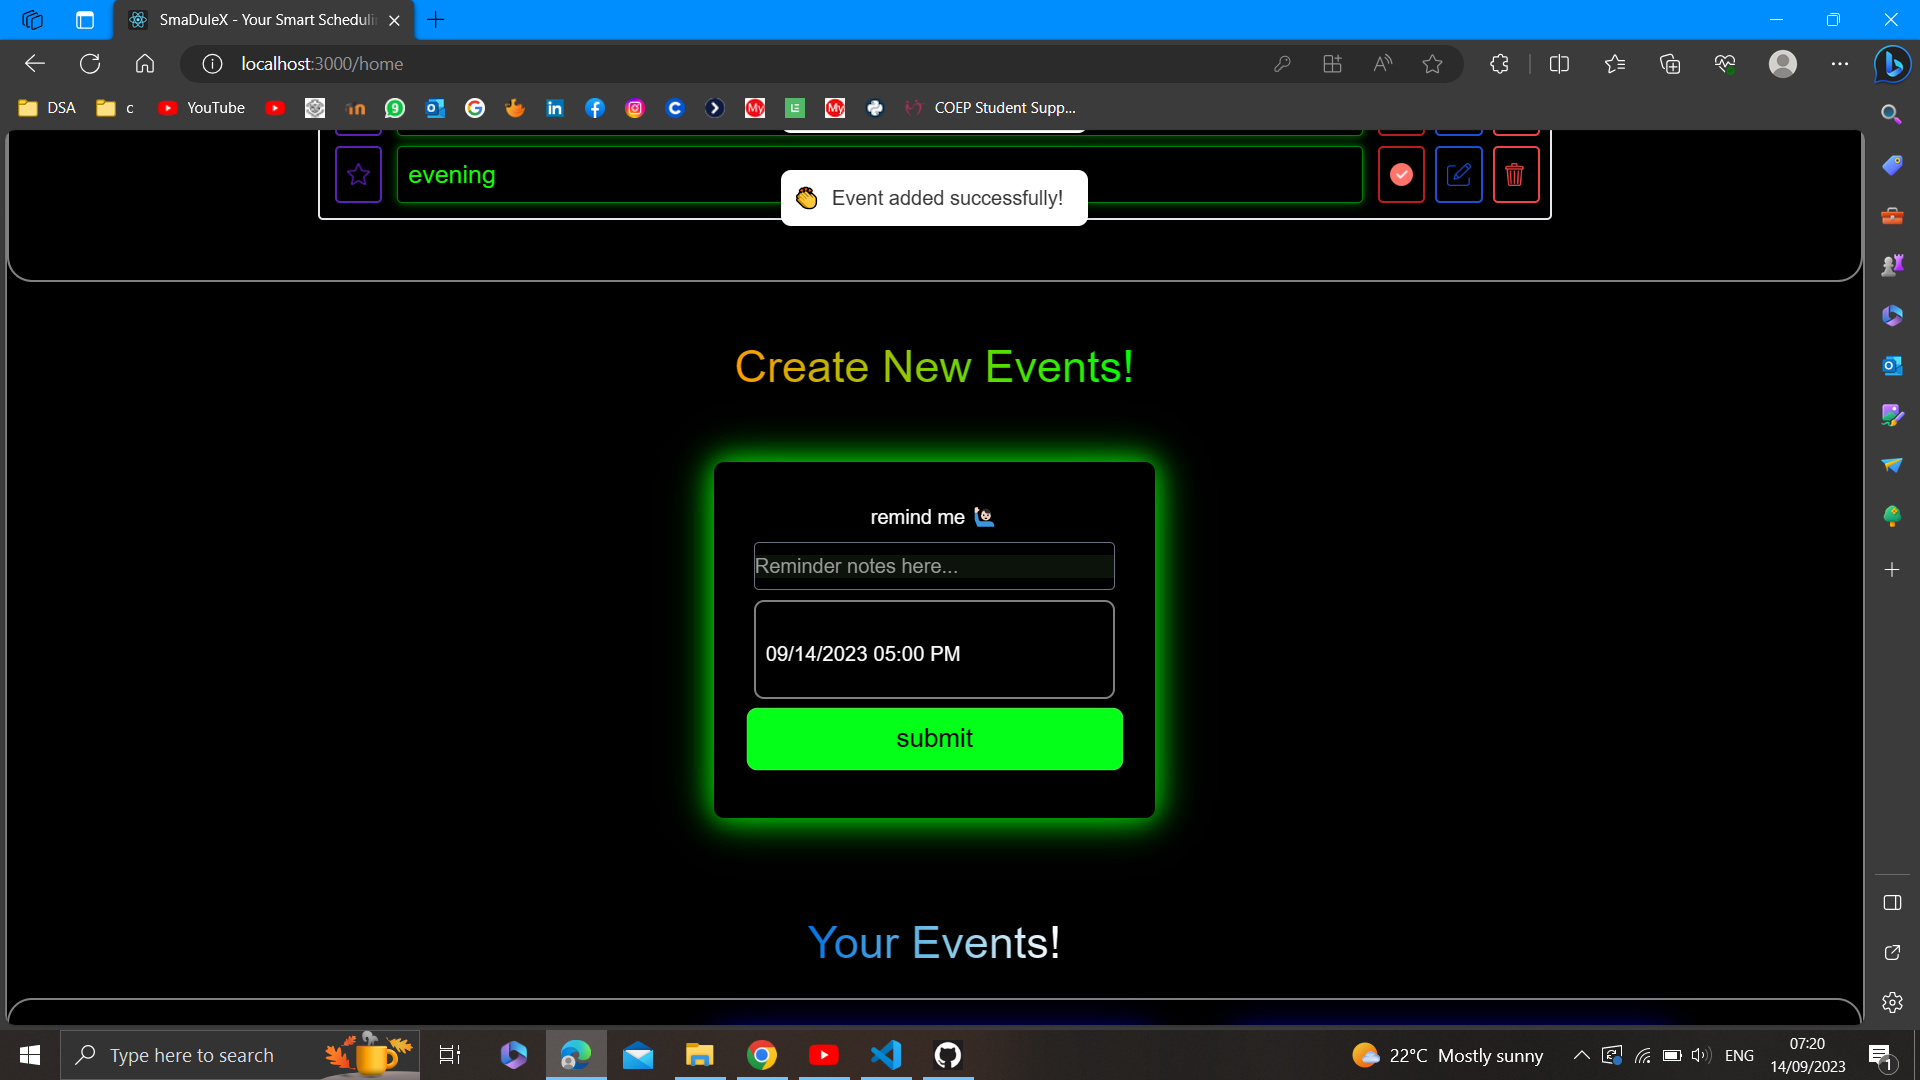 SmaDuleX - Your Smart Scheduli
localhost:3000/home
DSA
c
YouTube
COEP Student Supp...
evening
Event added successfully!
Create New Events!
remind me
Reminder notes here...
09/14/2023 05:00 PM
submit
Your Events!
Type here to search
22°C Mostly sunny
ENG
07:20
14/09/2023
1